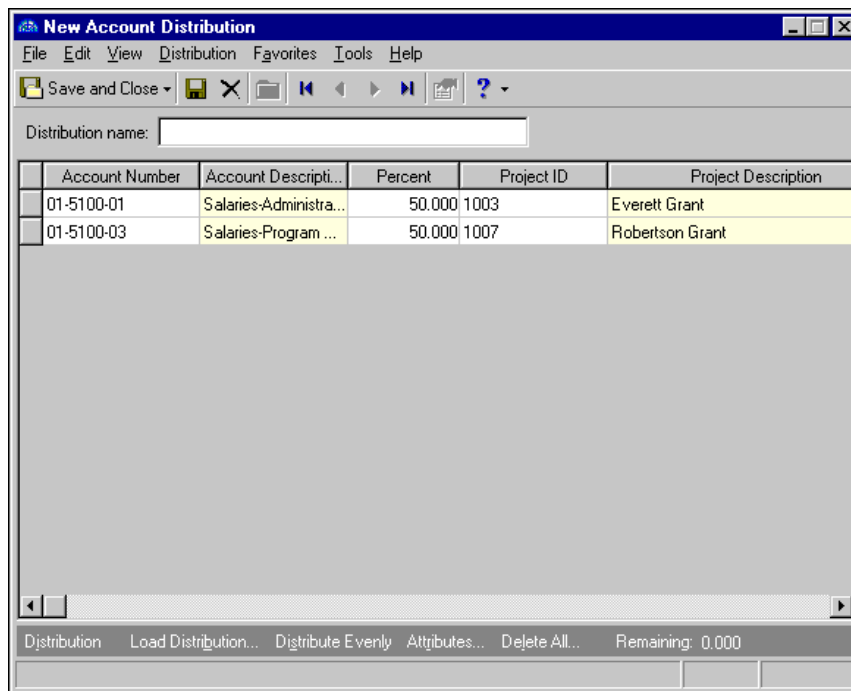 New Account Distribution
File Edit View Distribution Favorites Tools Help
Save and Close ?
Distribution name:
Account Number Account Descripti... Percent Project ID Project Description
01-5100-01 Salaries-Administra... 50.000 1003 Everett Grant
01-5100-03 Salaries-Program ... 50.000 1007 Robertson Grant
Distribution Load Distribution... Distribute Evenly Attributes... Delete All... Remaining: 0.000